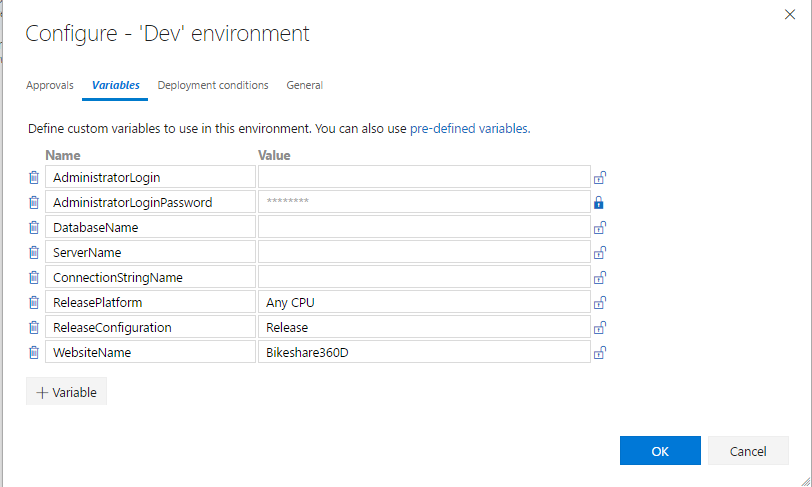 Configure - 'Dev' environment
Approvals Variables Deployment conditions General
Define custom variables to use in this environment. You can also use pre-defined variables.
Name Value
AdministratorLogin
AdministratorLoginPassword ********
DatabaseName
ServerName
ConnectionStringName
ReleasePlatform Any CPU
ReleaseConfiguration Release
WebsiteName Bikeshare360D
+ Variable
OK Cancel